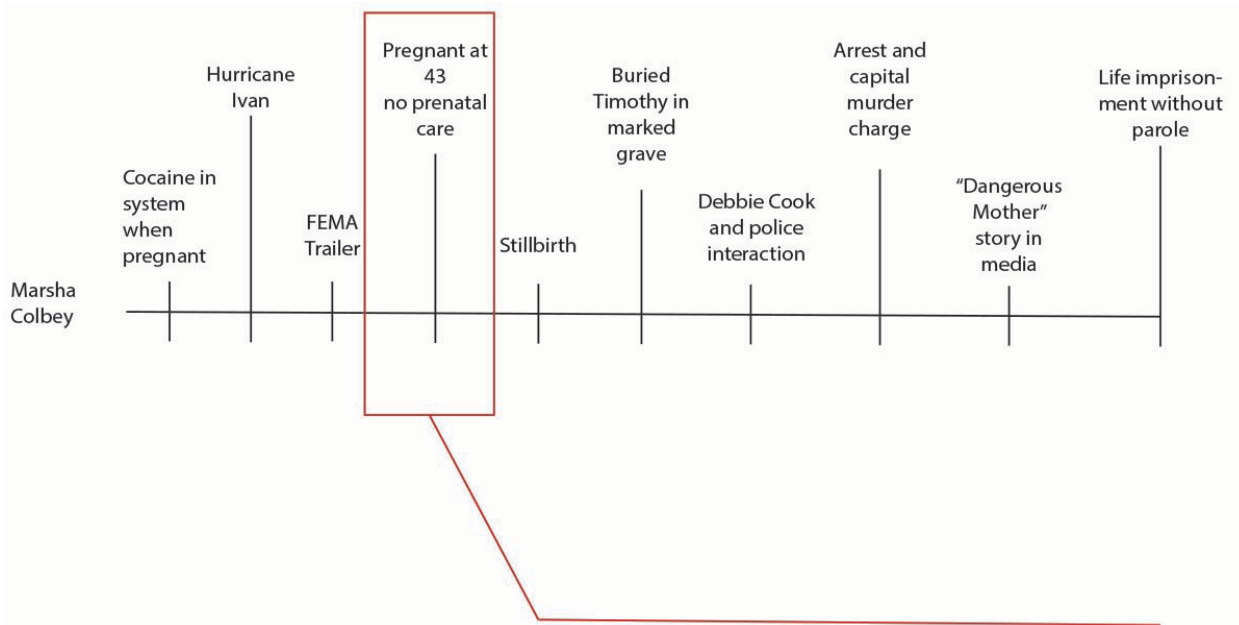 Marsha
Colbey
Cocaine in
system
when
pregnant
Hurricane
Ivan
FEMA
Trailer
Pregnant at
43
no prenatal
care
Stillbirth
Buried
Timothy in
marked
grave
Debbie Cook
and police
interaction
Arrest and
capital
murder
charge
“Dangerous
Mother”
story in
media
Life imprison-
ment without
parole